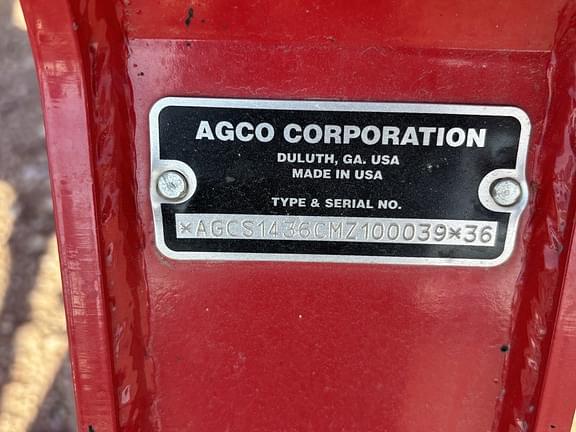 AGCO CORPORATION
DULUTH, GA. USA
MADE IN USA
TYPE & SERIAL NO.
*AGCS1436CMZ100039*36